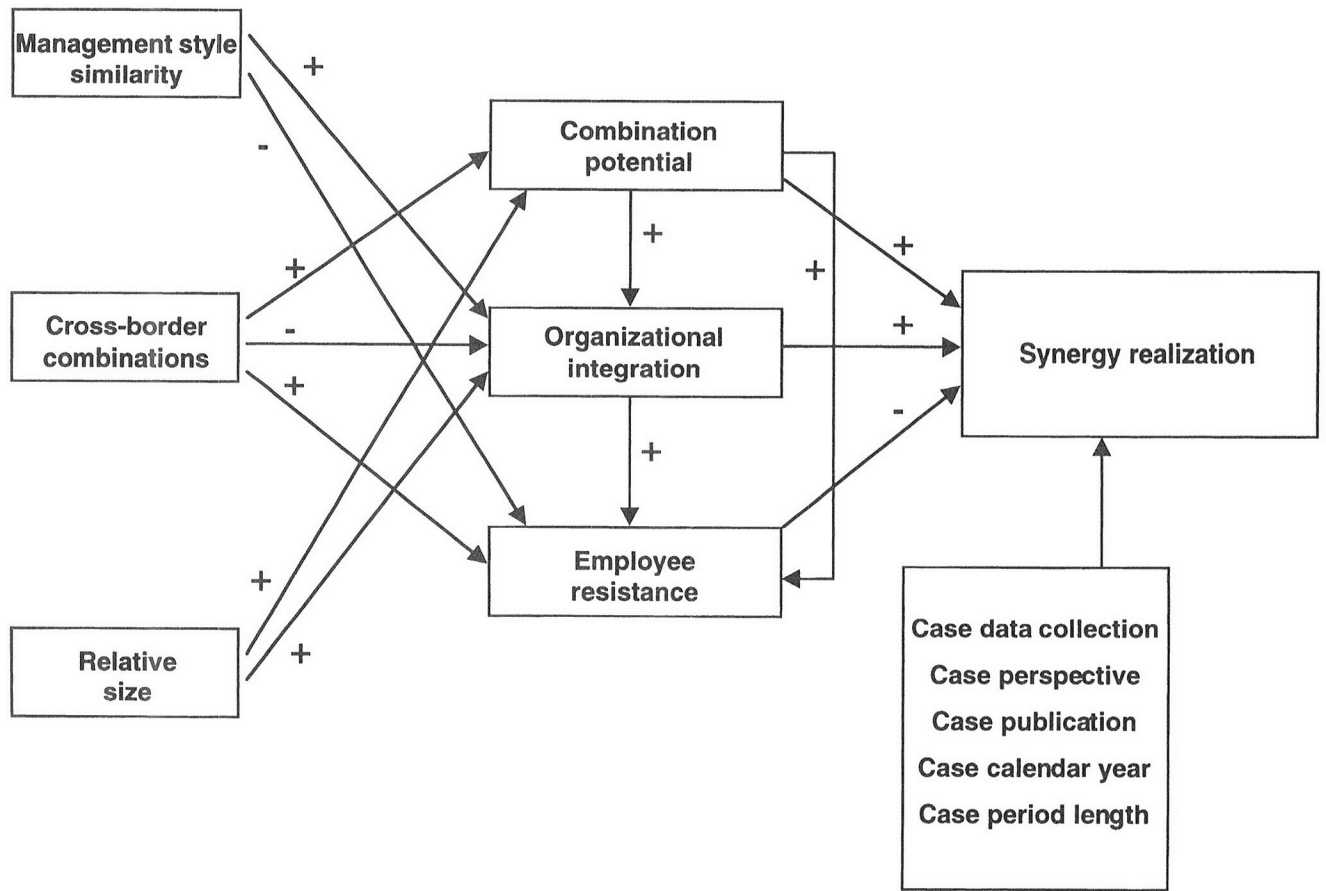 Management style
similarity
+
-
Combination
potential
+
+
+
+
Cross-border
combinations
-
+
Organizational
integration
+
Synergy realization
-
+
Employee
resistance
+
Relative
size
+
Case data collection
Case perspective
Case publication
Case calendar year
Case period length